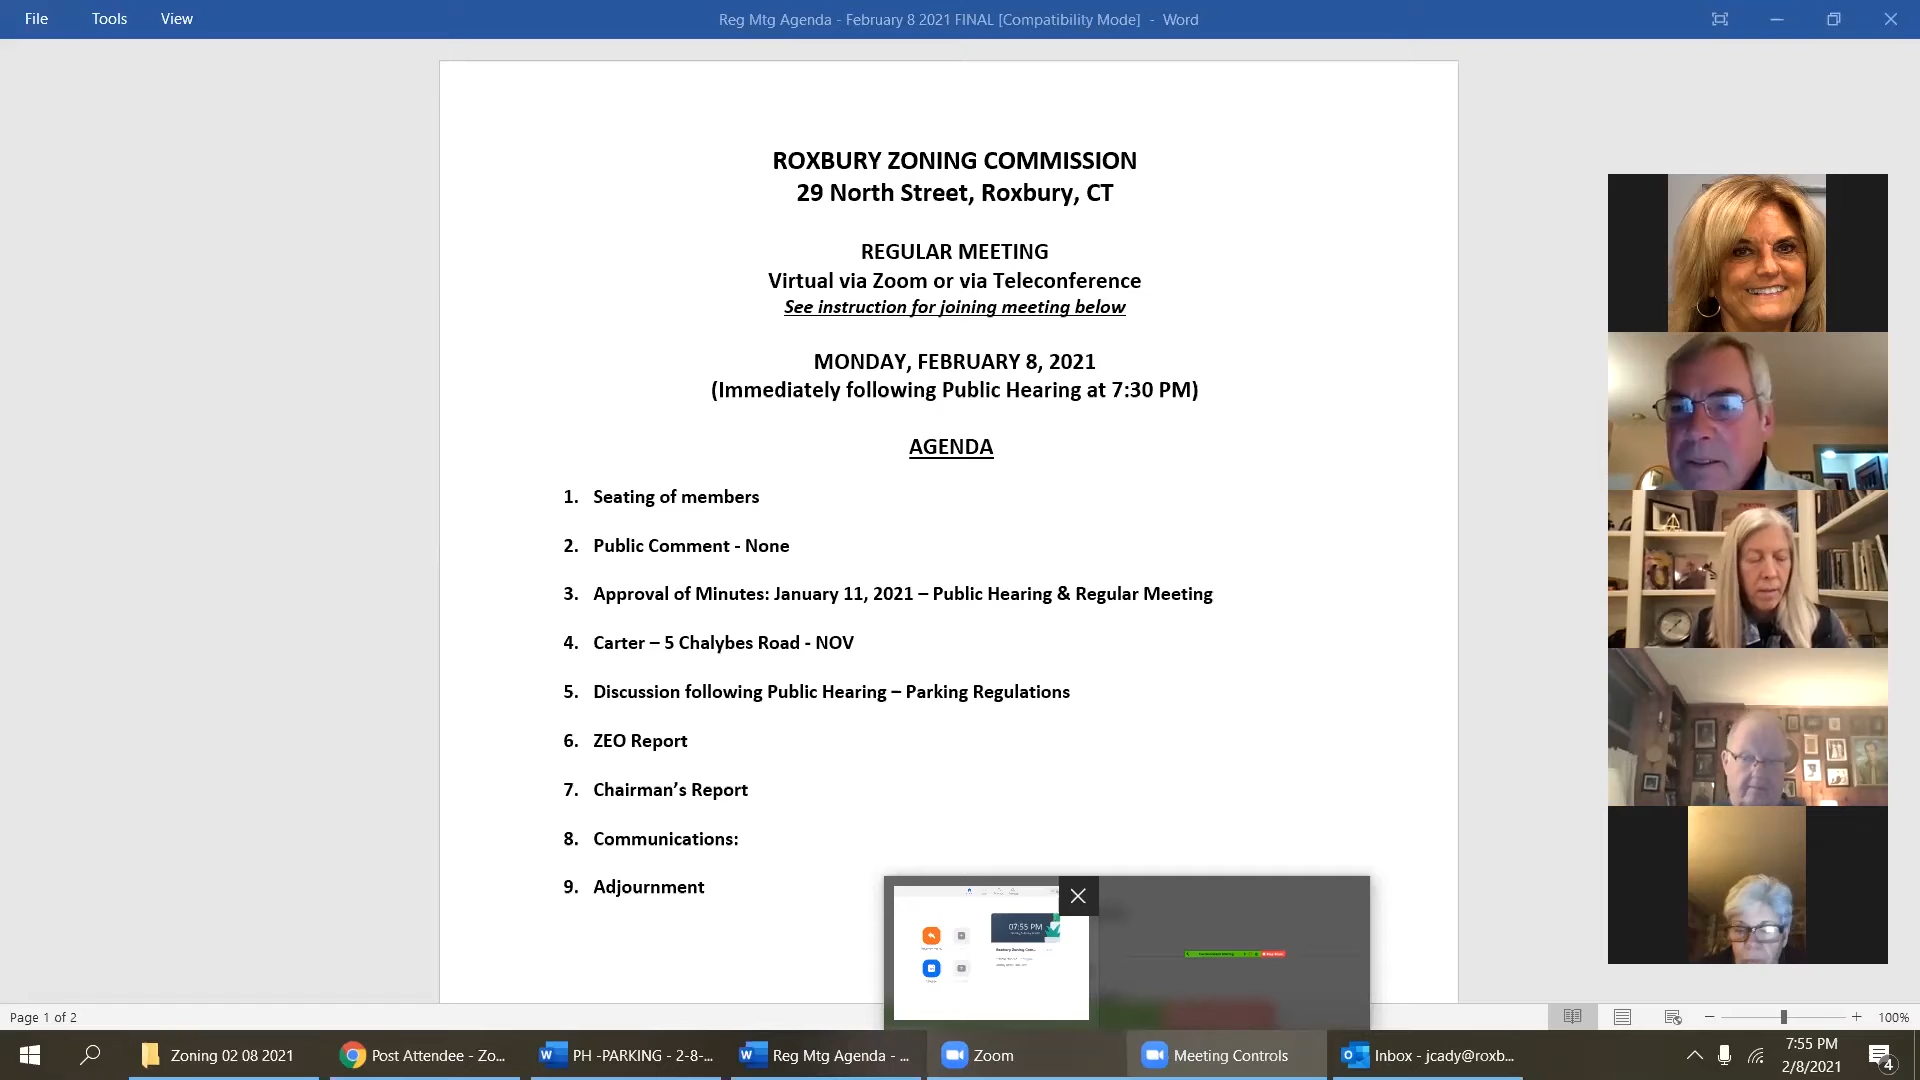 File Tools View Reg Mtg Agenda - February 8 2021 FINAL [Compatibility Mode] - Word
ROXBURY ZONING COMMISSION
29 North Street, Roxbury, CT
REGULAR MEETING
Virtual via Zoom or via Teleconference
See instruction for joining meeting below
MONDAY, FEBRUARY 8, 2021
(Immediately following Public Hearing at 7:30 PM)
AGENDA
1. Seating of members
2. Public Comment - None
3. Approval of Minutes: January 11, 2021 – Public Hearing & Regular Meeting
4. Carter – 5 Chalybes Road - NOV
5. Discussion following Public Hearing – Parking Regulations
6. ZEO Report
7. Chairman's Report
8. Communications:
9. Adjournment
07:55 PM
Page 1 of 2
100%
Zoning 02 08 2021
Post Attendee - Zo...
PH -PARKING - 2-8-...
Reg Mtg Agenda - ...
Zoom
Meeting Controls
Inbox - jcady@roxb...
7:55 PM
2/8/2021
4